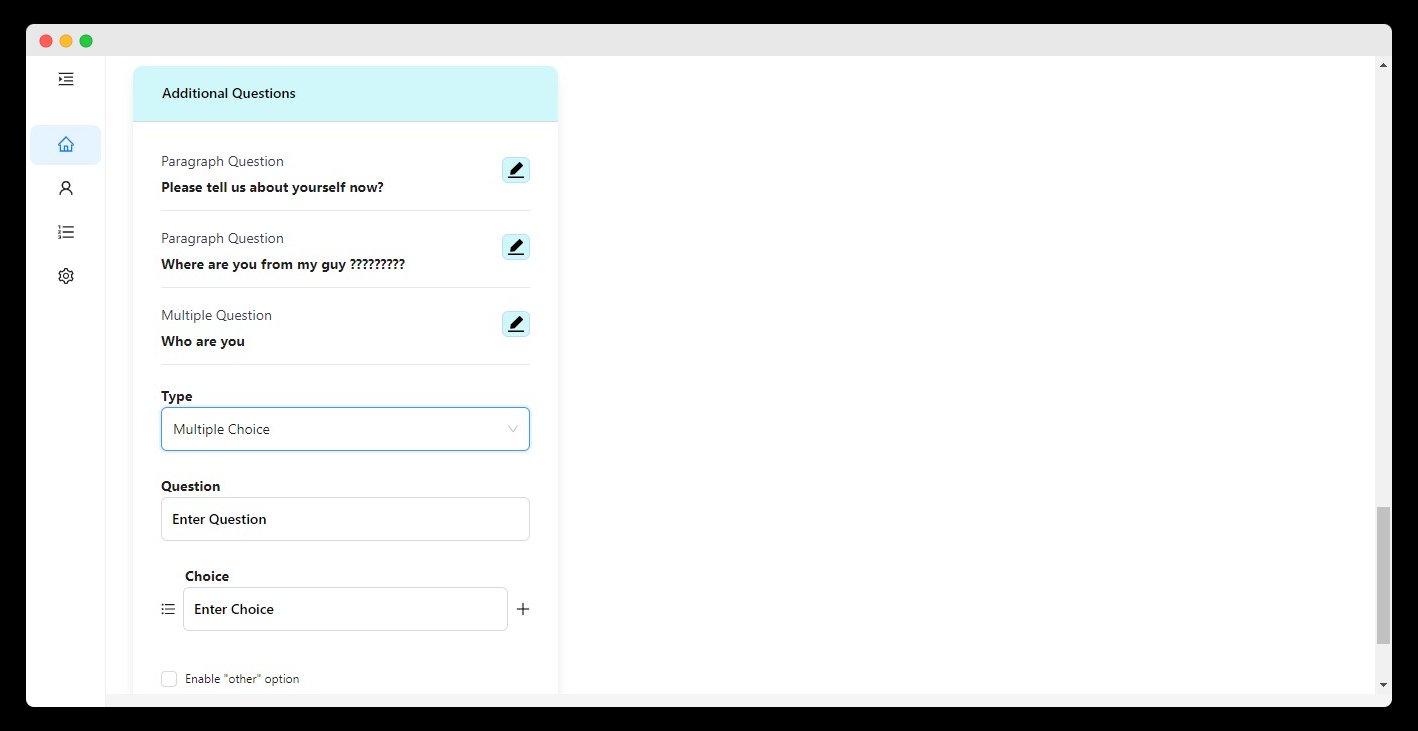 Additional Questions
Paragraph Question
Please tell us about yourself now?
Paragraph Question
Where are you from my guy ?????????
Multiple Question
Who are you
Type
Multiple Choice
Question
Enter Question
Choice
Enter Choice
Enable "other" option